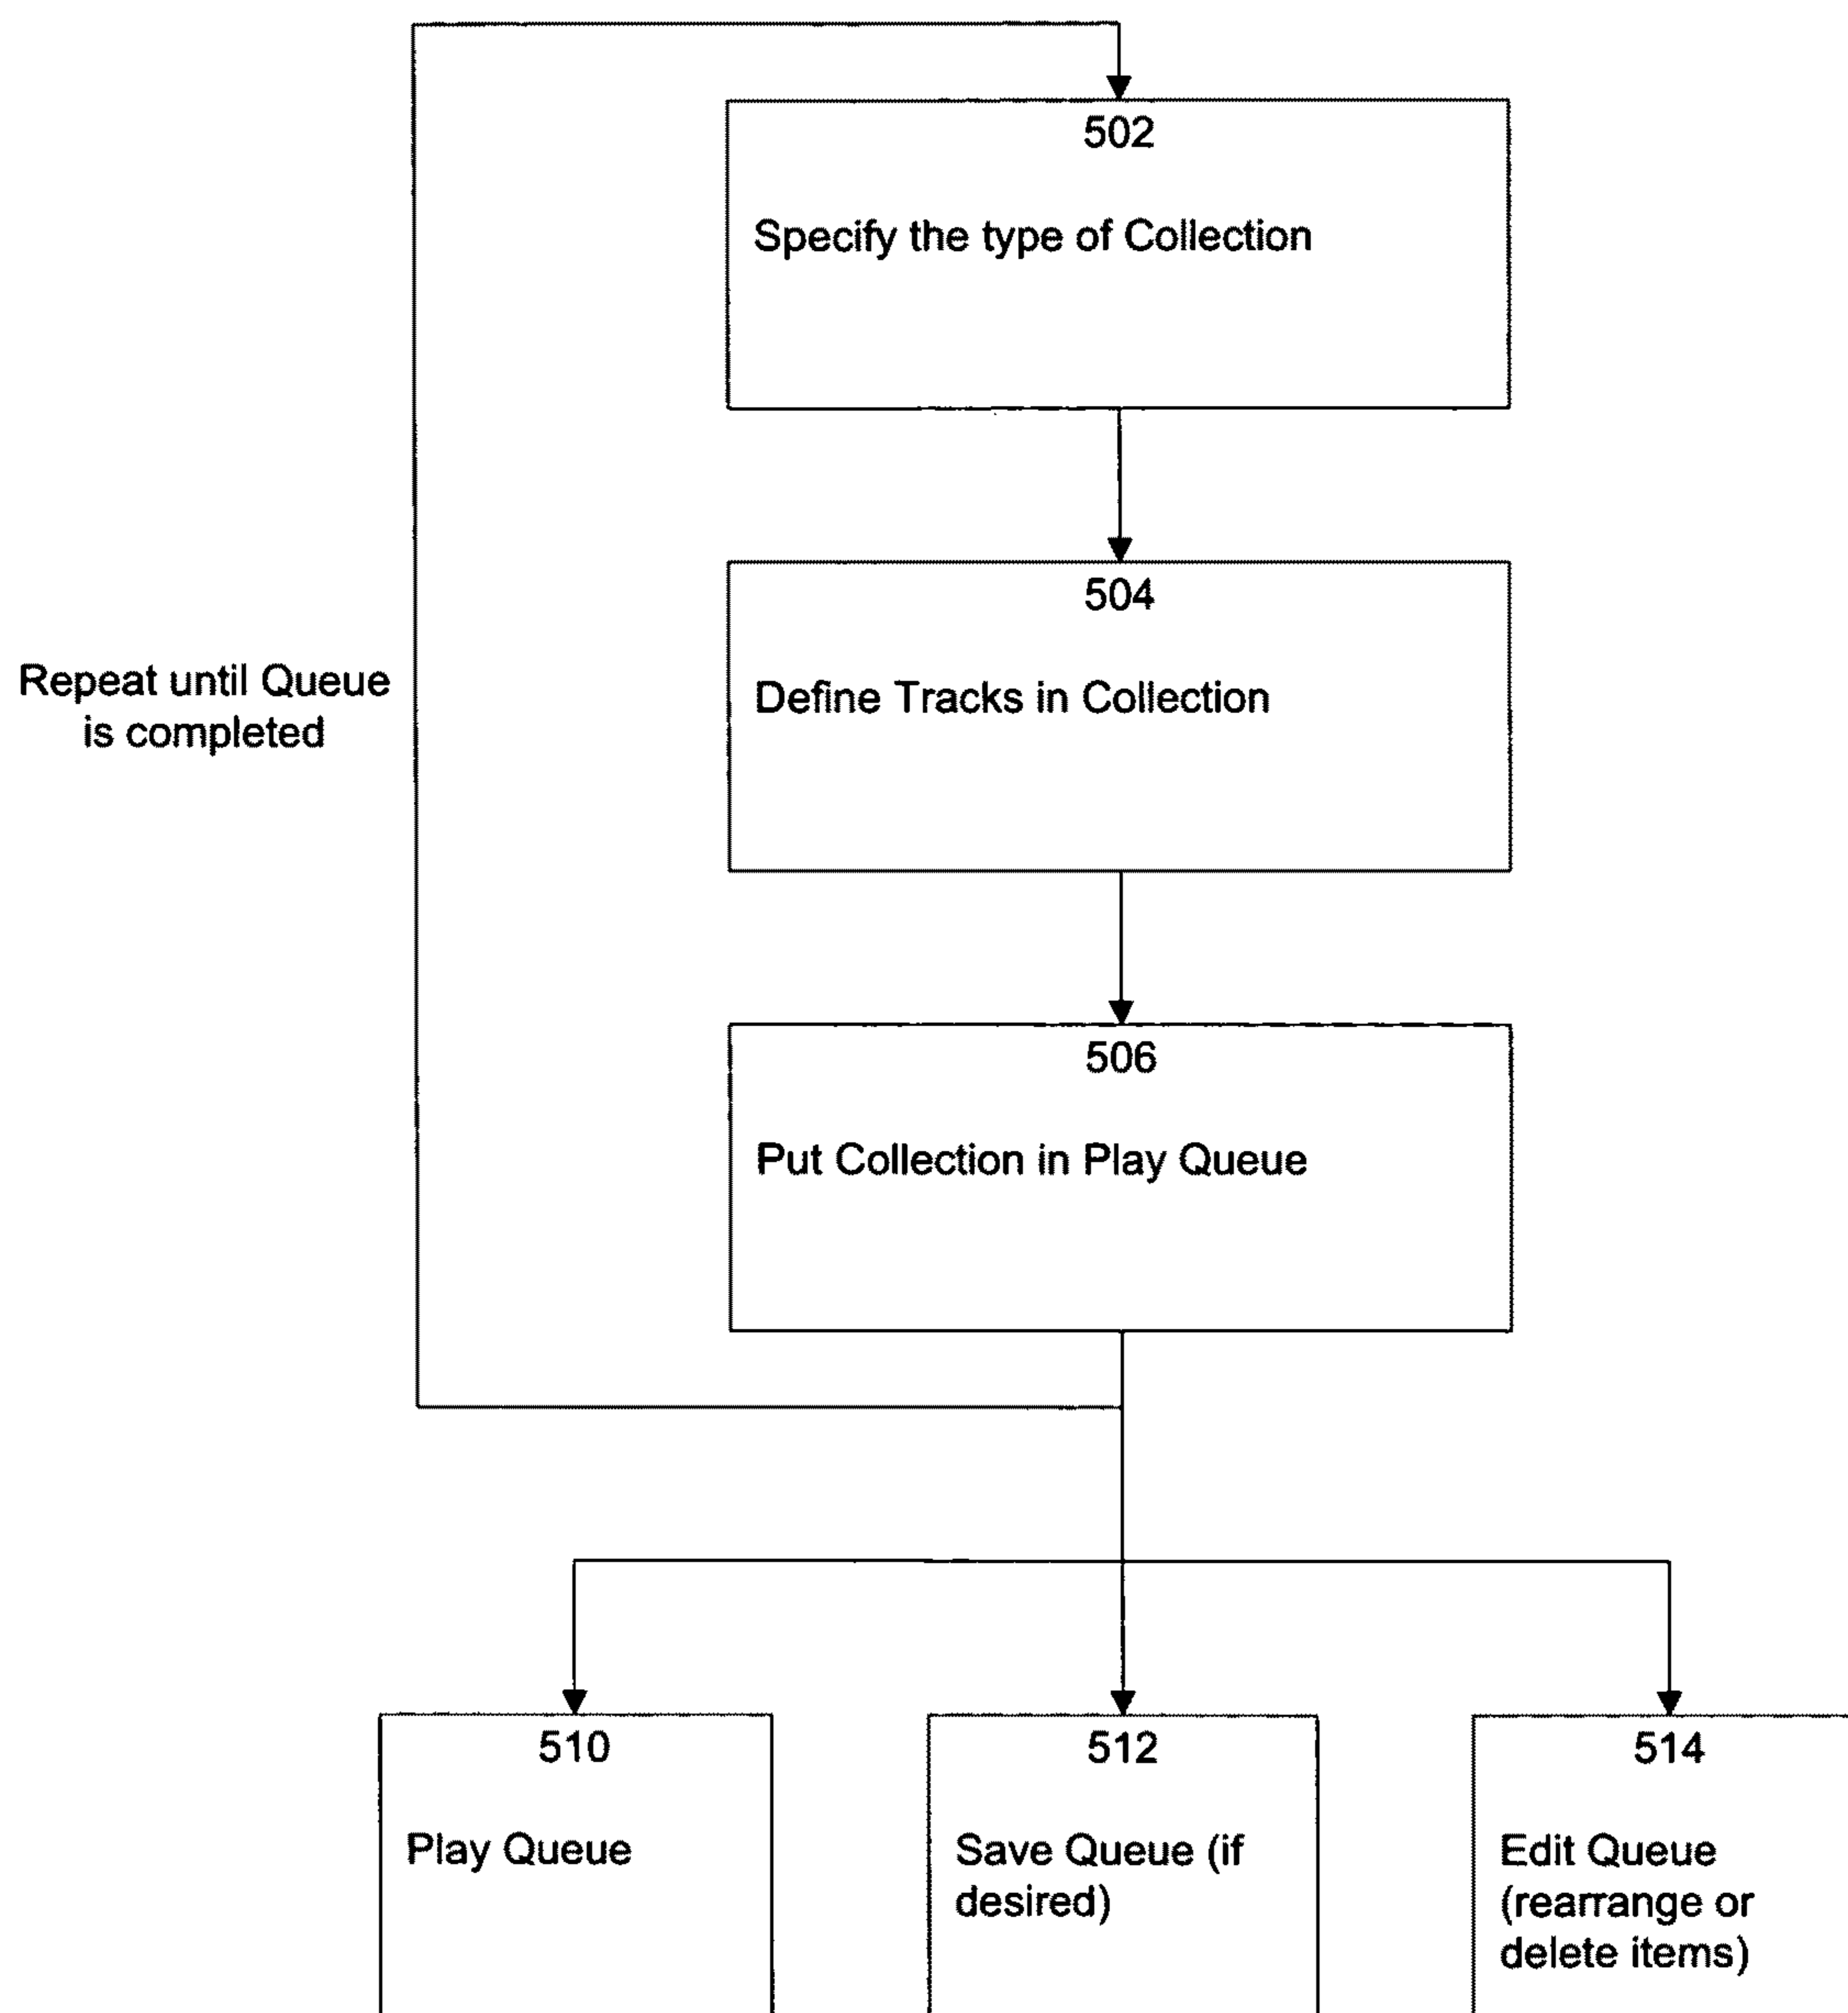 502
Specify the type of Collection
504
Define Tracks in Collection
Repeat until Queue
is completed
506
Put Collection in Play Queue
510
Play Queue
512
Save Queue (if
desired)
514
Edit Queue
(rearrange or
delete items)